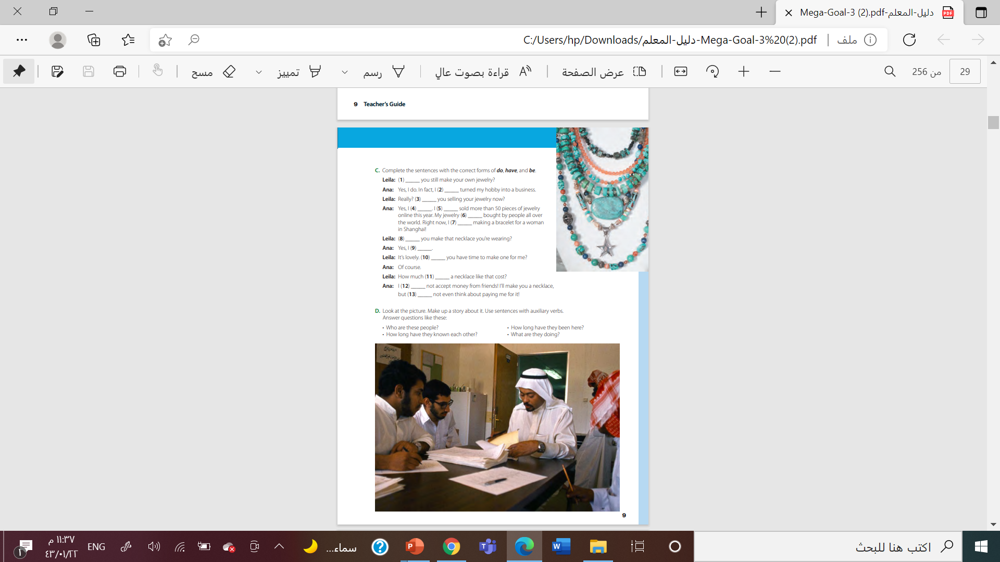 Mega-Goal-3 (2).pdf-دليل-المعلم
ملف
C:/Users/hp/Downloads/دليل-المعلم-Mega-Goal-3%20(2).pdf
29
من 256
عرض الصفحة
قراءة بصوت عالٍ
رسم
تمييز
مسح
9 Teacher's Guide
C. Complete the sentences with the correct forms of do, have, and be.
Leila: (1) _____ you still make your own jewelry?
Ana: Yes, I do. In fact, I (2) _____ turned my hobby into a business.
Leila: Really? (3) _____ you selling your jewelry now?
Ana: Yes, I (4) _____. I (5) _____ sold more than 50 pieces of jewelry
online this year. My jewelry (6) _____ bought by people all over
the world. Right now, I (7) _____ making a bracelet for a woman
in Shanghai!
Leila: (8) _____ you make that necklace you're wearing?
Ana: Yes, I (9) _____.
Leila: It's lovely. (10) _____ you have time to make one for me?
Ana: Of course.
Leila: How much (11) _____ a necklace like that cost?
Ana: I (12) _____ not accept money from friends! I'll make you a necklace,
but (13) _____ not even think about paying me for it!
D. Look at the picture. Make up a story about it. Use sentences with auxiliary verbs.
Answer questions like these:
• Who are these people?
• How long have they known each other?
• How long have they been here?
• What are they doing?
9
اكتب هنا للبحث
سماء...
ENG
١١:٣٧ م
٤٣/٠١/٢٢
١